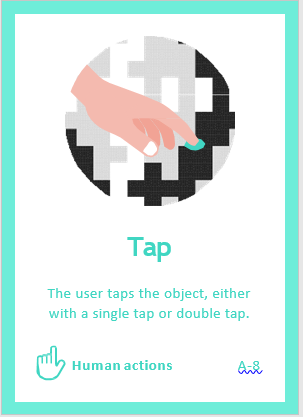 Tap
The user taps the object, either
with a single tap or double tap.
Human actions A-8